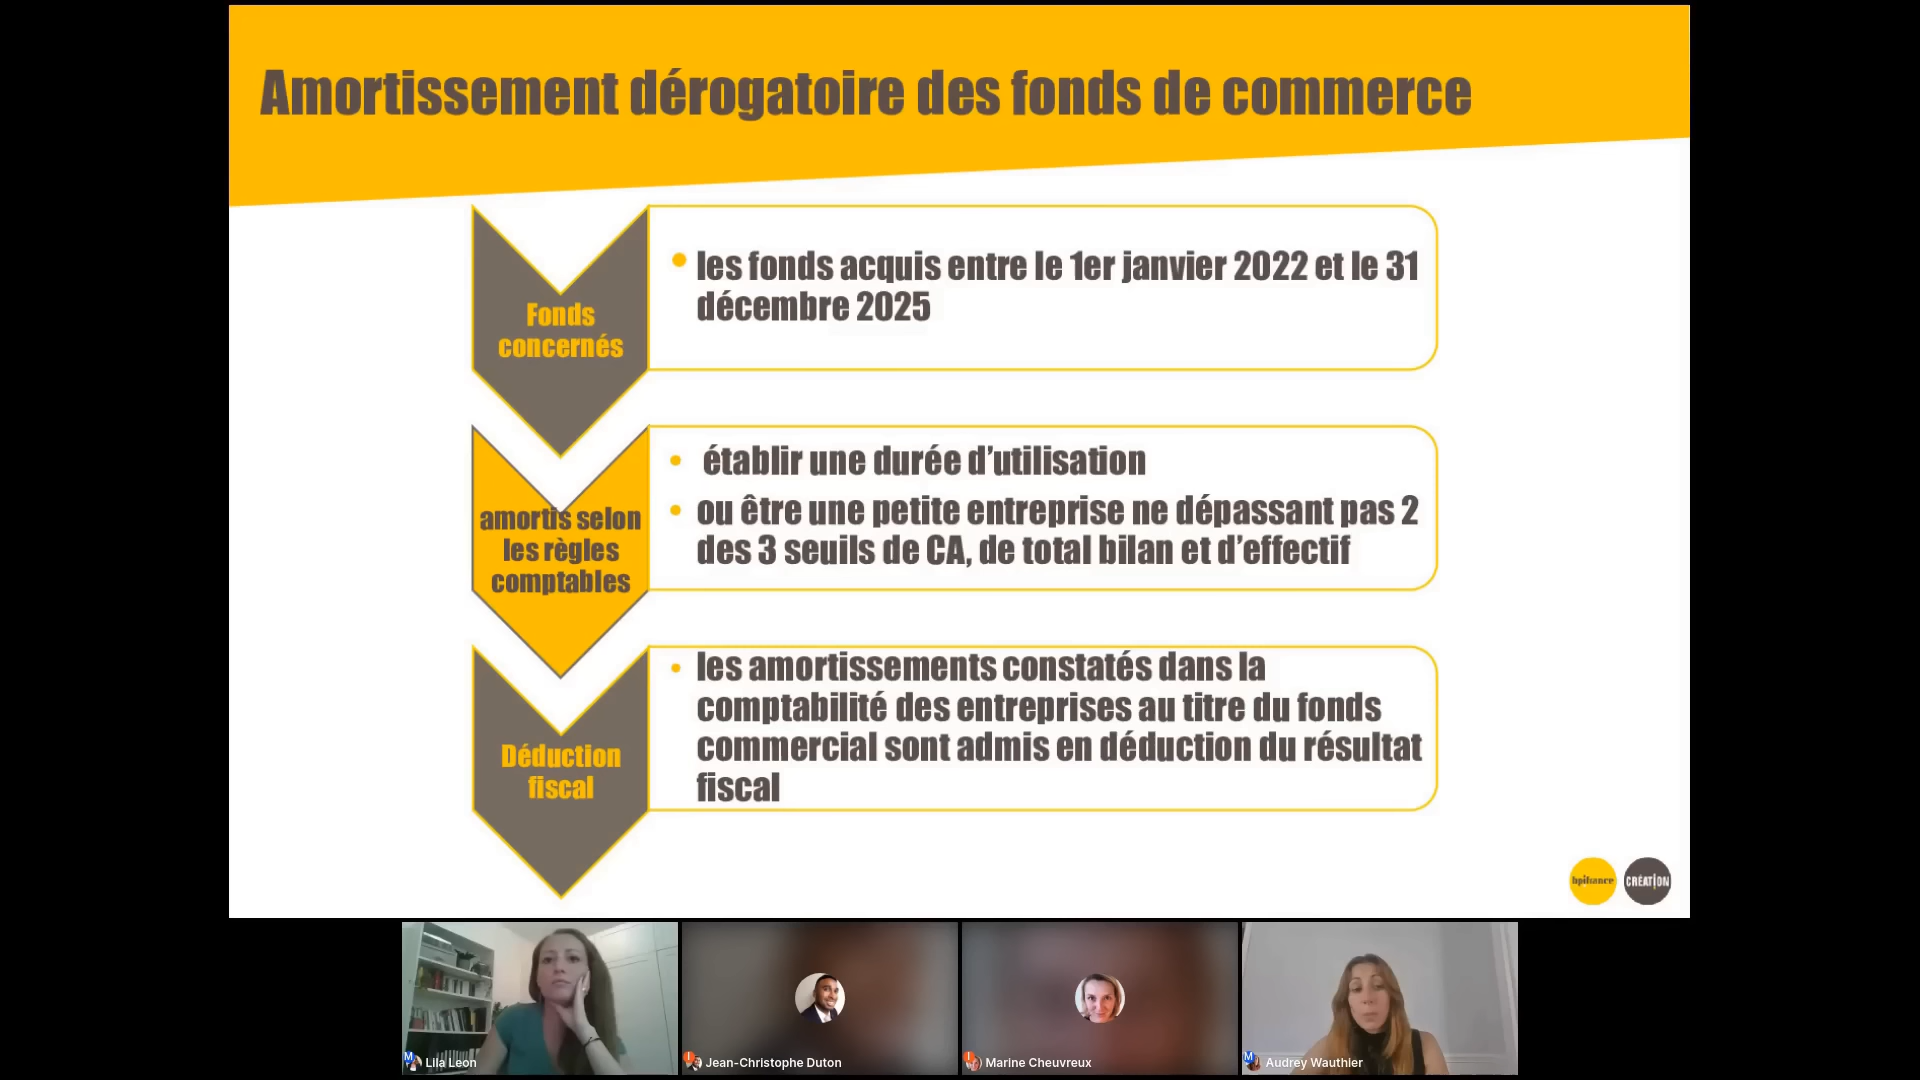 Amortissement dérogatoire des fonds de commerce
Fonds
concernés
• les fonds acquis entre le 1er janvier 2022 et le 31
décembre 2025
amortis selon
les règles
comptables
• établir une durée d’utilisation
• ou être une petite entreprise ne dépassant pas 2
des 3 seuils de CA, de total bilan et d’effectif
Déduction
fiscal
• les amortissements constatés dans la
comptabilité des entreprises au titre du fonds
commercial sont admis en déduction du résultat
fiscal
bpifrance
CRÉATION
M
Lila Leon
I
Jean-Christophe Duton
I
Marine Cheuvreux
M
Audrey Wauthier